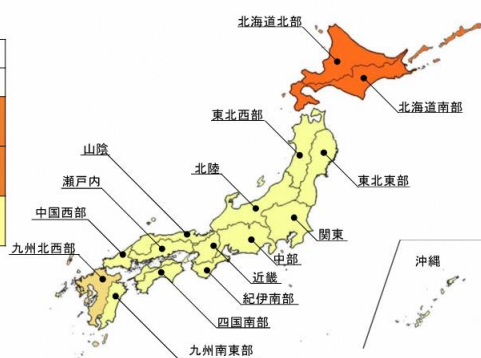 北海道北部
北海道南部
東北西部
山陰
北陸
瀬戸内
東北東部
中国西部
関東
九州北西部
中部
沖縄
近畿
紀伊南部
四国南部
九州南東部